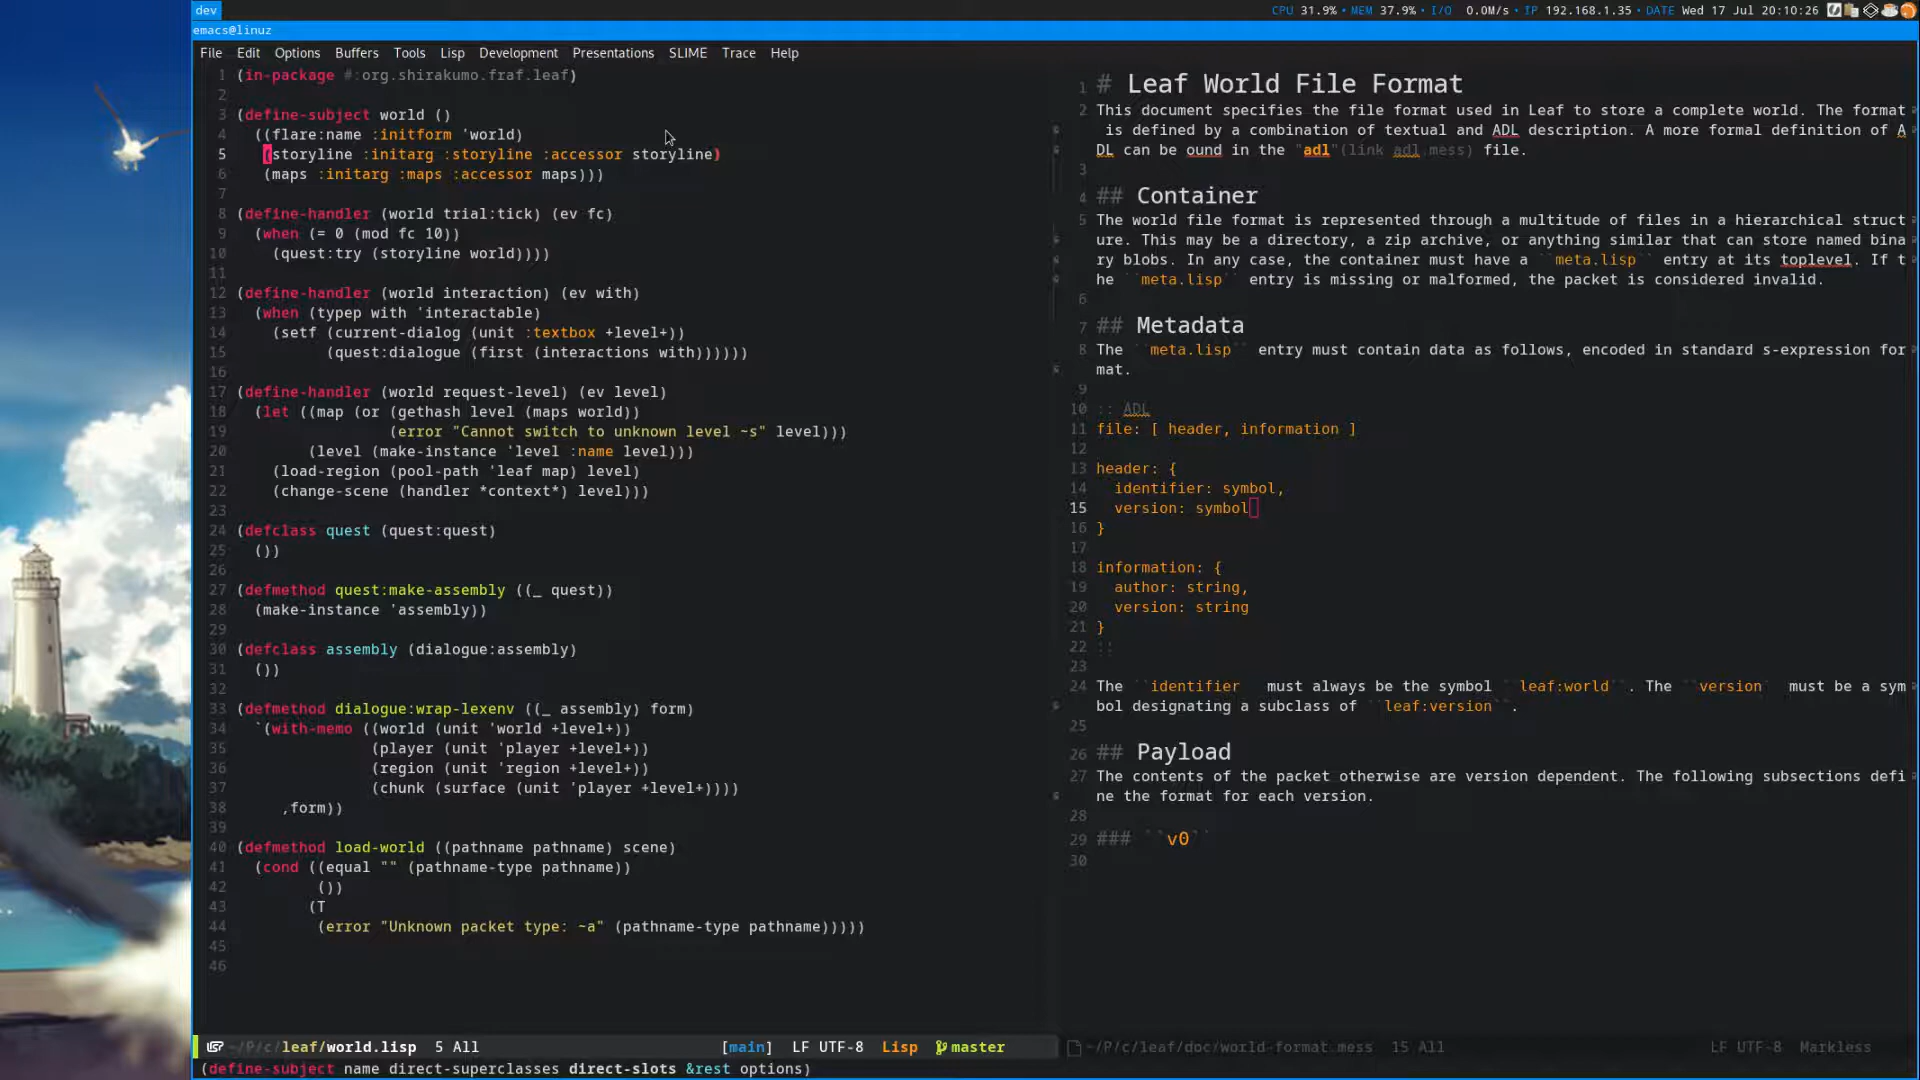 dev
CPU 31.9% • MEM 37.9% • I/O 0.0M/s • IP 192.168.1.35 • DATE Wed 17 Jul 20:10:26
emacs@linuz
File Edit Options Buffers Tools Lisp Development Presentations SLIME Trace Help
1 (in-package #:org.shirakumo.fraf.leaf)
2
3 (define-subject world ()
4   ((flare:name :initform 'world)
5    (storyline :initarg :storyline :accessor storyline)
6    (maps :initarg :maps :accessor maps)))
7
8 (define-handler (world trial:tick) (ev fc)
9   (when (= 0 (mod fc 10))
10     (quest:try (storyline world))))
11
12 (define-handler (world interaction) (ev with)
13   (when (typep with 'interactable)
14     (setf (current-dialog (unit :textbox +level+))
15           (quest:dialogue (first (interactions with))))))
16
17 (define-handler (world request-level) (ev level)
18   (let ((map (or (gethash level (maps world))
19                  (error "Cannot switch to unknown level ~s" level)))
20         (level (make-instance 'level :name level)))
21     (load-region (pool-path 'leaf map) level)
22     (change-scene (handler *context*) level)))
23
24 (defclass quest (quest:quest)
25   ())
26
27 (defmethod quest:make-assembly ((_ quest))
28   (make-instance 'assembly))
29
30 (defclass assembly (dialogue:assembly)
31   ())
32
33 (defmethod dialogue:wrap-lexenv ((_ assembly) form)
34   `(with-memo ((world (unit 'world +level+))
35                (player (unit 'player +level+))
36                (region (unit 'region +level+))
37                (chunk (surface (unit 'player +level+))))
38      ,form))
39
40 (defmethod load-world ((pathname pathname) scene)
41   (cond ((equal "" (pathname-type pathname))
42          ())
43         (T
44          (error "Unknown packet type: ~a" (pathname-type pathname)))))
45
46
~/P/c/leaf/world.lisp 5 All [main] LF UTF-8 Lisp master
(define-subject name direct-superclasses direct-slots &rest options)
1 # Leaf World File Format
2 This document specifies the file format used in Leaf to store a complete world. The format
is defined by a combination of textual and ADL description. A more formal definition of A
DL can be ound in the "adl"(link adl.mess) file.
3
4 ## Container
5 The world file format is represented through a multitude of files in a hierarchical struct
ure. This may be a directory, a zip archive, or anything similar that can store named bina
ry blobs. In any case, the container must have a ``meta.lisp`` entry at its toplevel. If t
he ``meta.lisp`` entry is missing or malformed, the packet is considered invalid.
6
7 ## Metadata
8 The ``meta.lisp`` entry must contain data as follows, encoded in standard s-expression for
mat.
9
10 :: ADL
11 file: [ header, information ]
12
13 header: {
14   identifier: symbol,
15   version: symbol
16 }
17
18 information: {
19   author: string,
20   version: string
21 }
22 ::
23
24 The ``identifier`` must always be the symbol ``leaf:world``. The ``version`` must be a sym
bol designating a subclass of ``leaf:version``.
25
26 ## Payload
27 The contents of the packet otherwise are version dependent. The following subsections defi
ne the format for each version.
28
29 ### ``v0``
30
~/P/c/leaf/doc/world-format.mess 15 All LF UTF-8 Markless